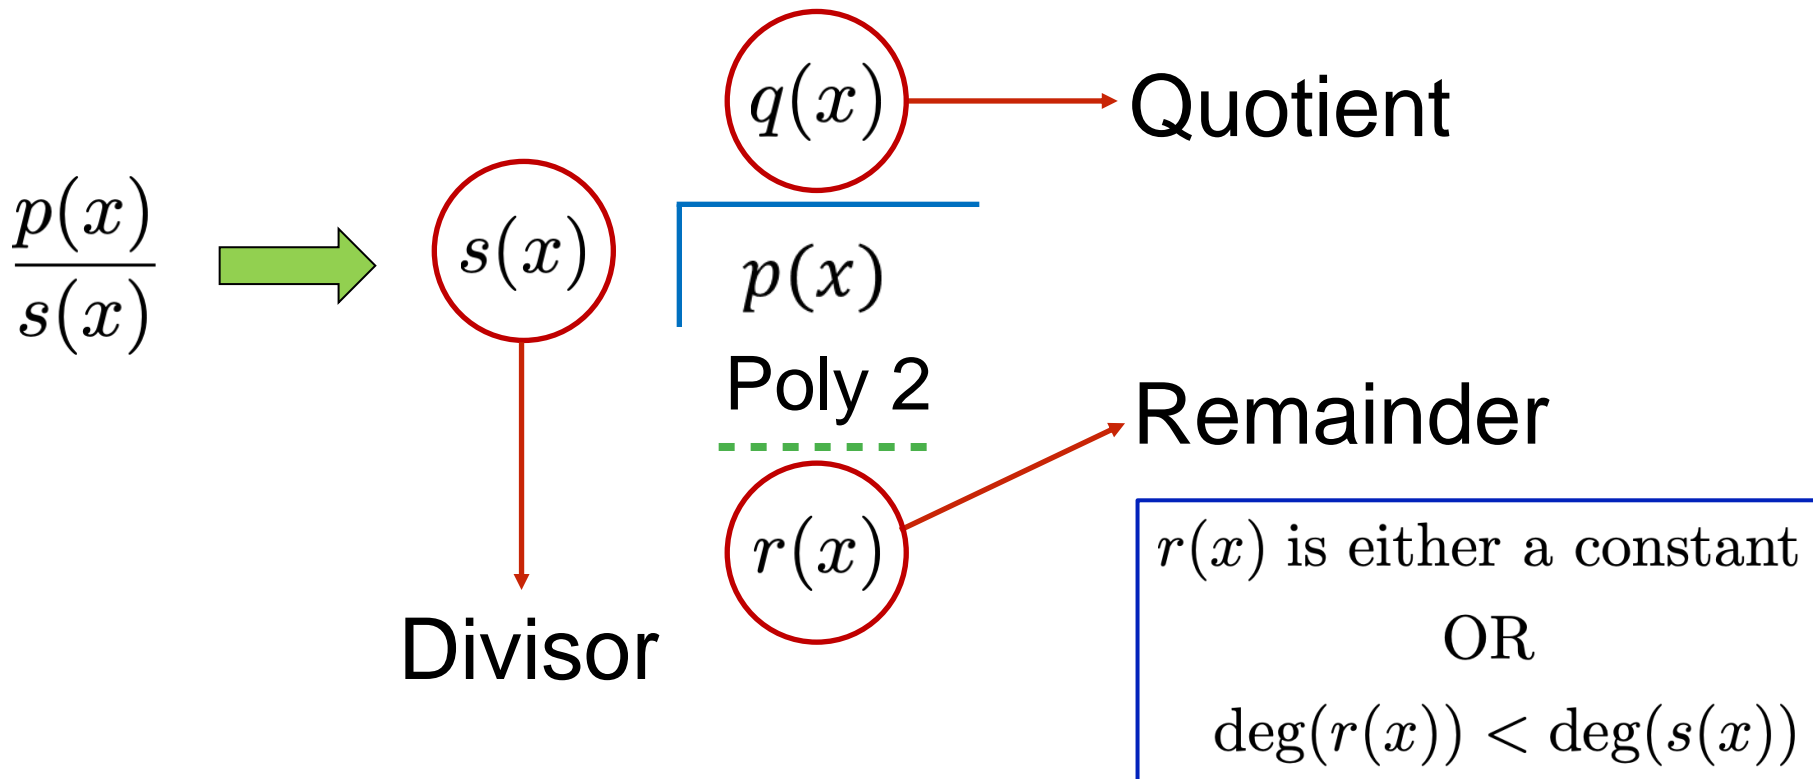 q(x)
Quotient
p(x)
s(x)
s(x)
p(x)
Poly 2
Remainder
r(x)
Divisor
r(x) is either a constant
OR
deg(r(x)) < deg(s(x))